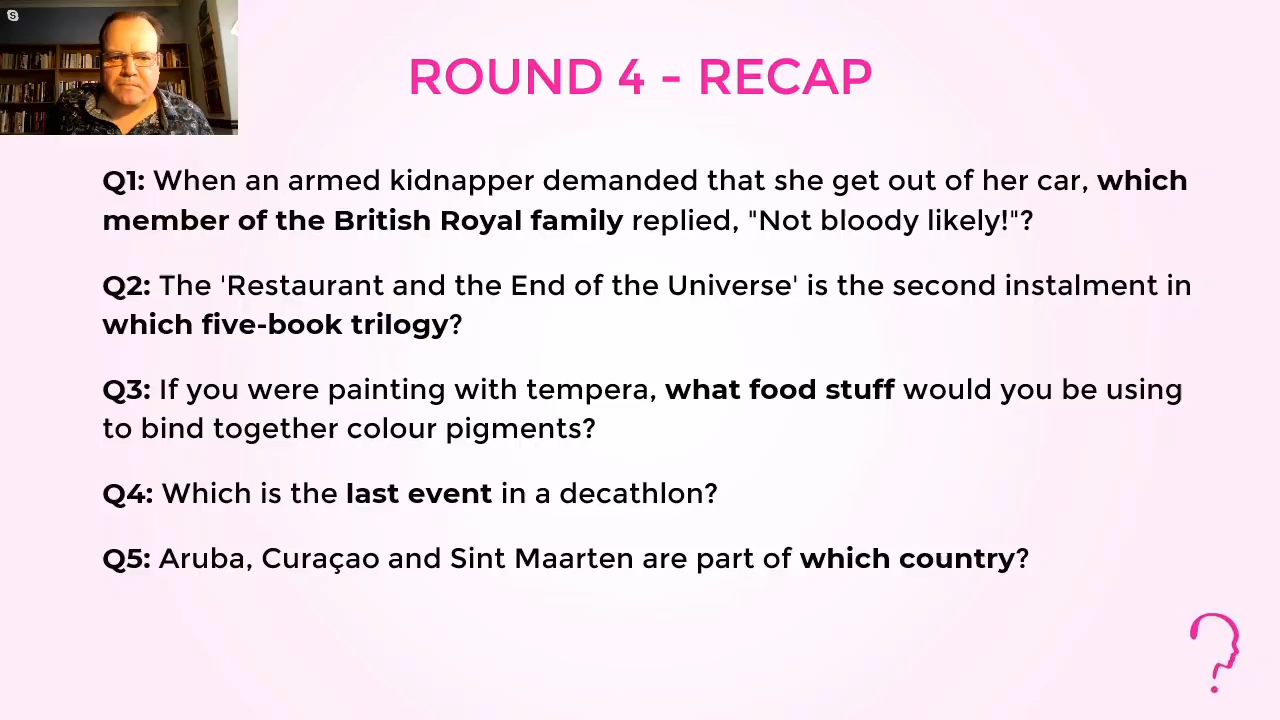 ROUND 4 - RECAP
Q1: When an armed kidnapper demanded that she get out of her car, which
member of the British Royal family replied, "Not bloody likely!"?
Q2: The 'Restaurant and the End of the Universe' is the second instalment in
which five-book trilogy?
Q3: If you were painting with tempera, what food stuff would you be using
to bind together colour pigments?
Q4: Which is the last event in a decathlon?
Q5: Aruba, Curaçao and Sint Maarten are part of which country?